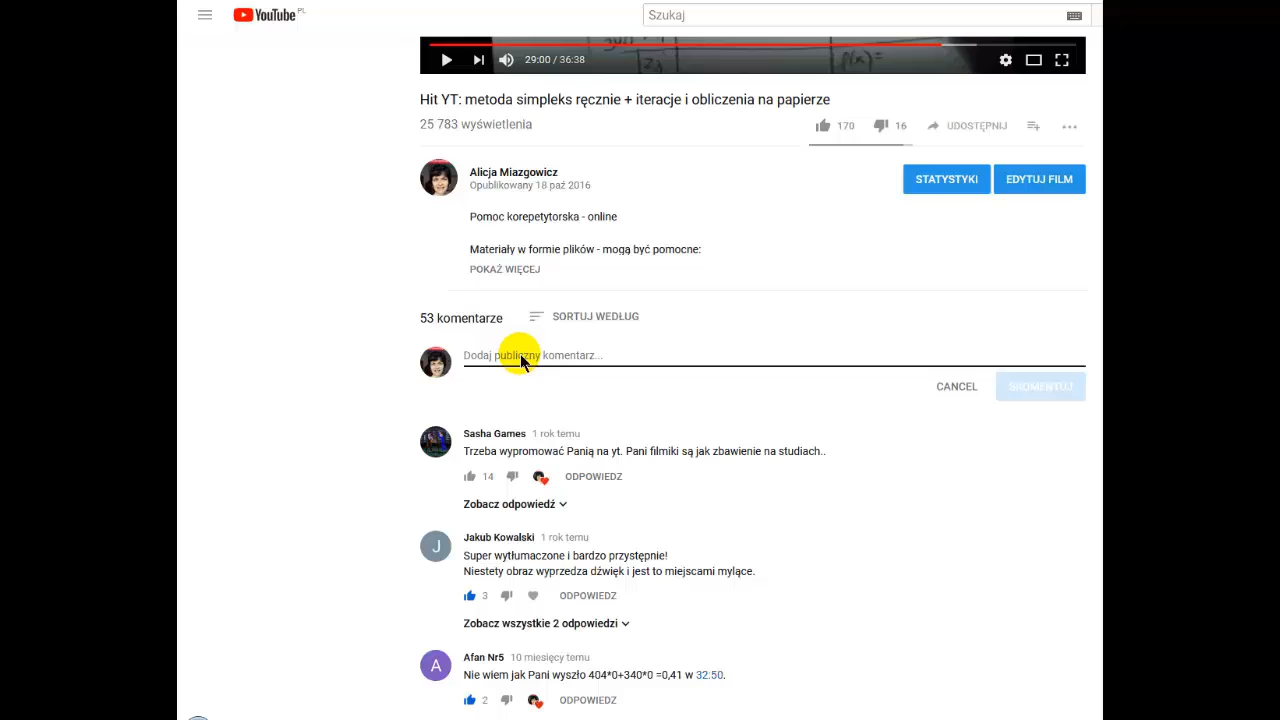 YouTube PL
Szukaj
29:00 / 36:38
Hit YT: metoda simpleks ręcznie + iteracje i obliczenia na papierze
25 783 wyświetlenia
170
16
UDOSTĘPNIJ
Alicja Miazgowicz
Opublikowany 18 paź 2016
STATYSTYKI
EDYTUJ FILM
Pomoc korepetytorska - online
Materiały w formie plików - mogą być pomocne:
POKAŻ WIĘCEJ
53 komentarze
SORTUJ WEDŁUG
Dodaj publiczny komentarz...
CANCEL
SKOMENTUJ
Sasha Games 1 rok temu
Trzeba wypromować Panią na yt. Pani filmiki są jak zbawienie na studiach..
14
ODPOWIEDZ
Zobacz odpowiedź
J
Jakub Kowalski 1 rok temu
Super wytłumaczone i bardzo przystępnie!
Niestety obraz wyprzedza dźwięk i jest to miejscami mylące.
3
ODPOWIEDZ
Zobacz wszystkie 2 odpowiedzi
A
Afan Nr5 10 miesięcy temu
Nie wiem jak Pani wyszło 404*0+340*0 =0,41 w 32:50.
2
ODPOWIEDZ